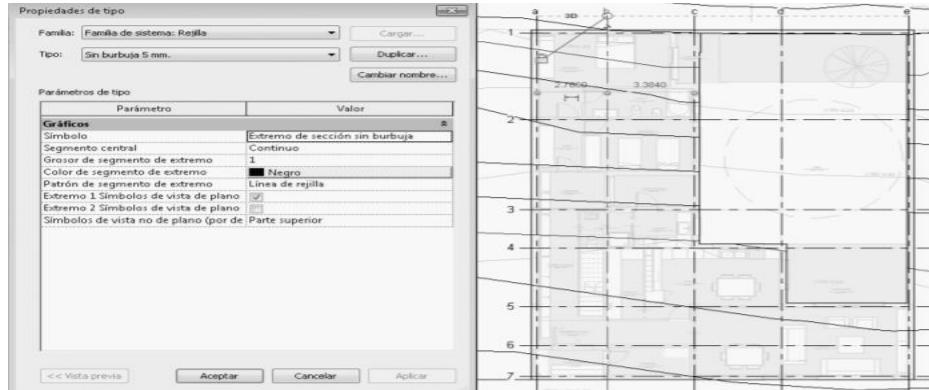 Propiedades de tipo
Familia: Familia de sistema: Rejilla Cargar...
Tipo: Sin burbuja 5 mm. Duplicar...
Cambiar nombre...
Parámetros de tipo
Parámetro Valor
Gráficos
Símbolo Extremo de sección sin burbuja
Segmento central Continuo
Grosor de segmento de extremo 1
Color de segmento de extremo Negro
Patrón de segmento de extremo Línea de rejilla
Extremo 1 Símbolos de vista de plano
Extremo 2 Símbolos de vista de plano
Símbolos de vista no de plano (por de Parte superior
<< Vista previa Aceptar Cancelar Aplicar
a b c d e
3D
1
2.7600 3.3840
2
3
4
5
6
7